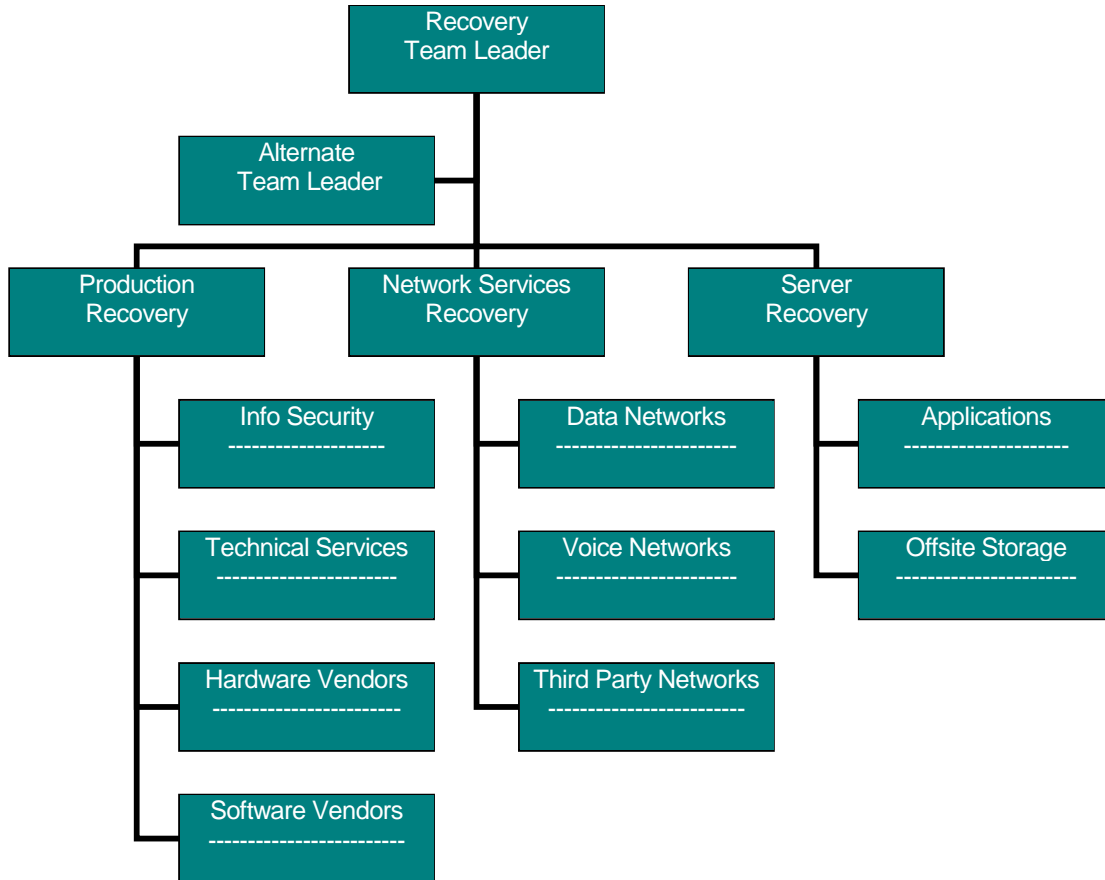 Recovery
Team Leader
Alternate
Team Leader
Production
Recovery
Network Services
Recovery
Server
Recovery
Info Security
--------------------
Data Networks
-----------------------
Applications
---------------------
Technical Services
-----------------------
Voice Networks
-----------------------
Offsite Storage
-----------------------
Hardware Vendors
------------------------
Third Party Networks
-------------------------
Software Vendors
-------------------------